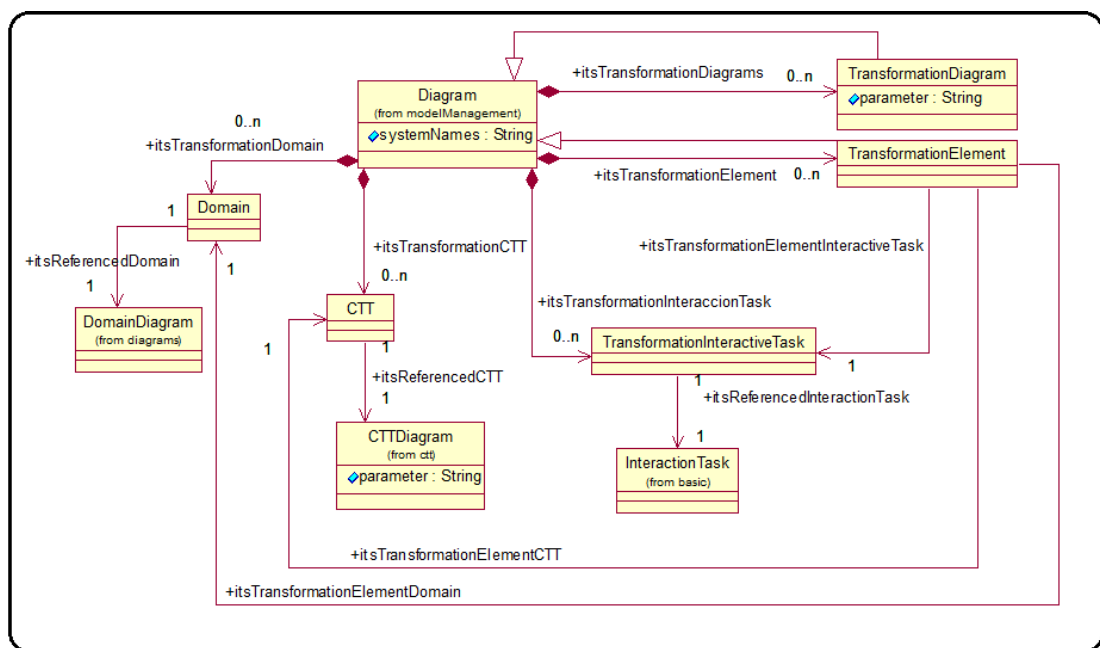 +itsTransformationDiagrams
0..n
TransformationDiagram
parameter : String
Diagram
(from modelManagement)
systemNames : String
0..n
+itsTransformationDomain
TransformationElement
+itsTransformationElement
0..n
1
Domain
+itsTransformationCTT
+itsTransformationElementInteractiveTask
+itsReferencedDomain
1
1
0..n
+itsTransformationInteraccionTask
CTT
DomainDiagram
(from diagrams)
0..n
TransformationInteractiveTask
1
1
1
1
+itsReferencedCTT
+itsReferencedInteractionTask
1
1
CTTDiagram
(from ctt)
parameter : String
InteractionTask
(from basic)
+itsTransformationElementCTT
+itsTransformationElementDomain